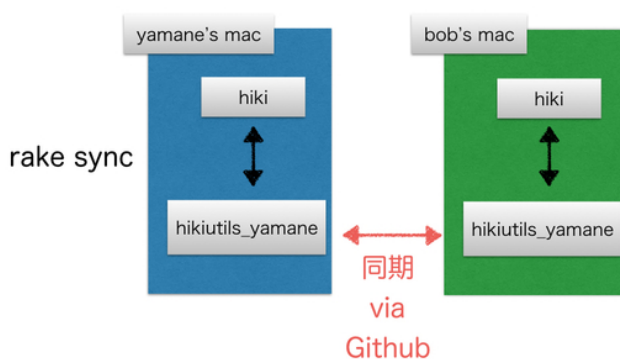 yamane's mac
bob's mac
hiki
hiki
rake sync
hikiutils_yamane
hikiutils_yamane
同期
via
Github